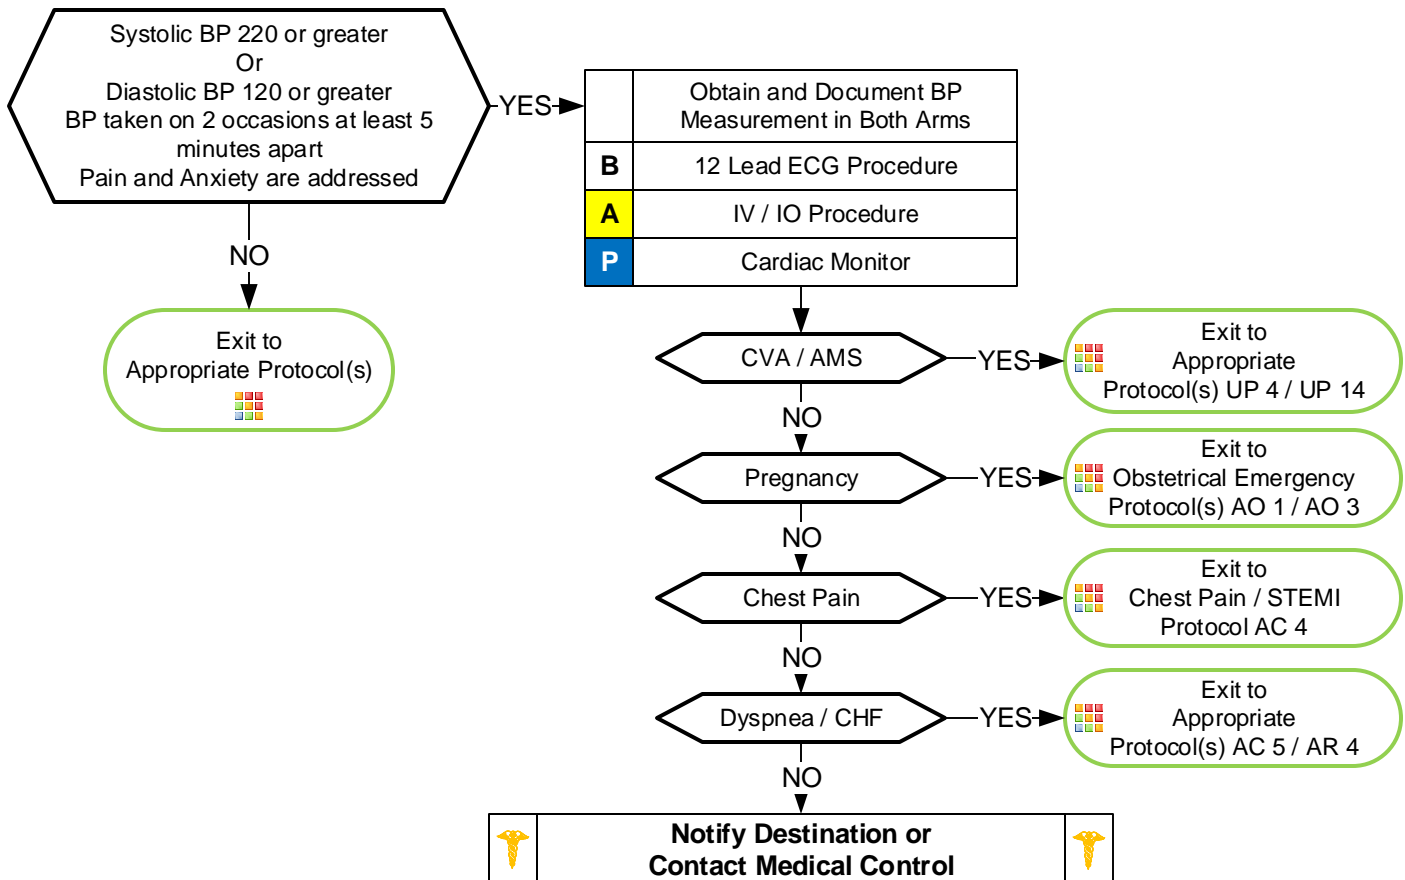 Systolic BP 220 or greater
Or
Diastolic BP 120 or greater
BP taken on 2 occasions at least 5
minutes apart
Pain and Anxiety are addressed
YES
NO
Exit to
Appropriate Protocol(s)
Obtain and Document BP
Measurement in Both Arms
B 12 Lead ECG Procedure
A IV / IO Procedure
P Cardiac Monitor
CVA / AMS
YES
Exit to
Appropriate
Protocol(s) UP 4 / UP 14
NO
Pregnancy
YES
Exit to
Obstetrical Emergency
Protocol(s) AO 1 / AO 3
NO
Chest Pain
YES
Exit to
Chest Pain / STEMI
Protocol AC 4
NO
Dyspnea / CHF
YES
Exit to
Appropriate
Protocol(s) AC 5 / AR 4
NO
Notify Destination or
Contact Medical Control